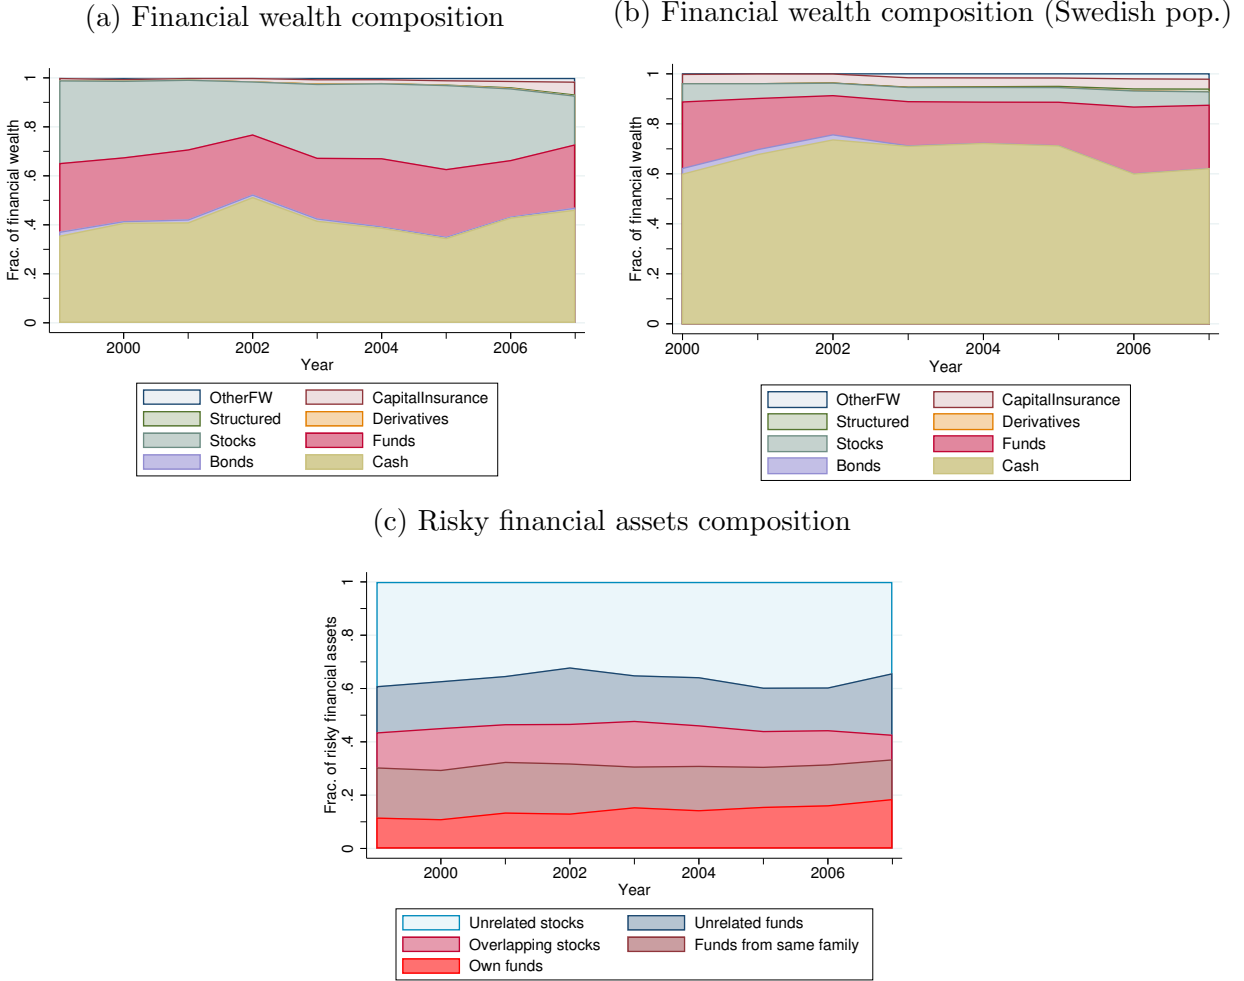 (a) Financial wealth composition
(b) Financial wealth composition (Swedish pop.)
Frac. of financial wealth
1
.8
.6
.4
.2
0
2000
2002
2004
2006
Year
OtherFW
CapitalInsurance
Structured
Derivatives
Stocks
Funds
Bonds
Cash
Frac. of financial wealth
1
.8
.6
.4
.2
0
2000
2002
2004
2006
Year
OtherFW
CapitalInsurance
Structured
Derivatives
Stocks
Funds
Bonds
Cash
(c) Risky financial assets composition
Frac. of risky financial assets
1
.8
.6
.4
.2
0
2000
2002
2004
2006
Year
Unrelated stocks
Unrelated funds
Overlapping stocks
Funds from same family
Own funds